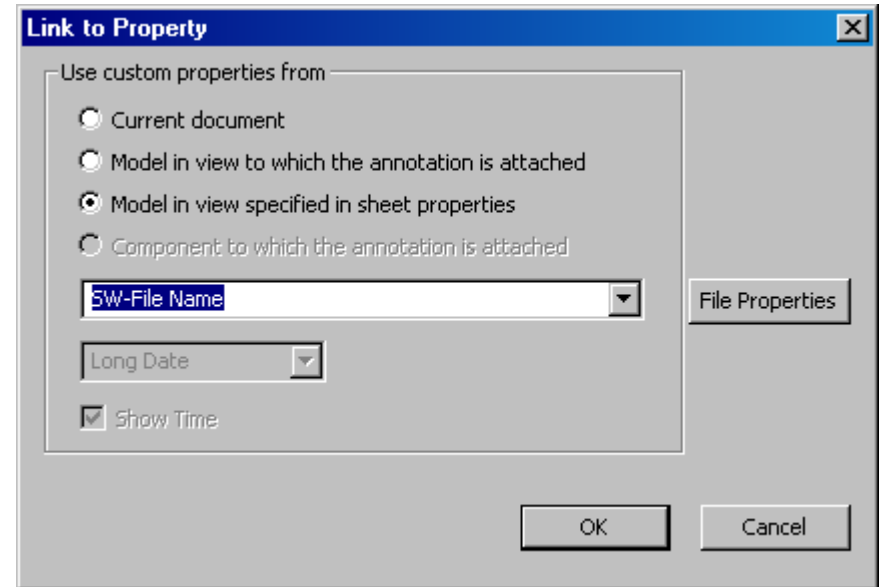 Link to Property
Use custom properties from
Current document
Model in view to which the annotation is attached
Model in view specified in sheet properties
Component to which the annotation is attached
SW-File Name
File Properties
Long Date
Show Time
OK
Cancel